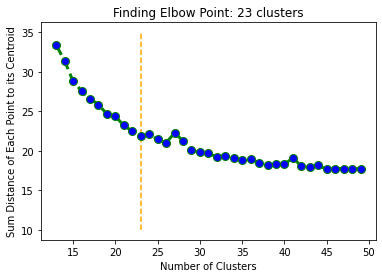 Finding Elbow Point: 23 clusters
Sum Distance of Each Point to its Centroid
35
30
25
20
15
10
15 20 25 30 35 40 45 50
Number of Clusters